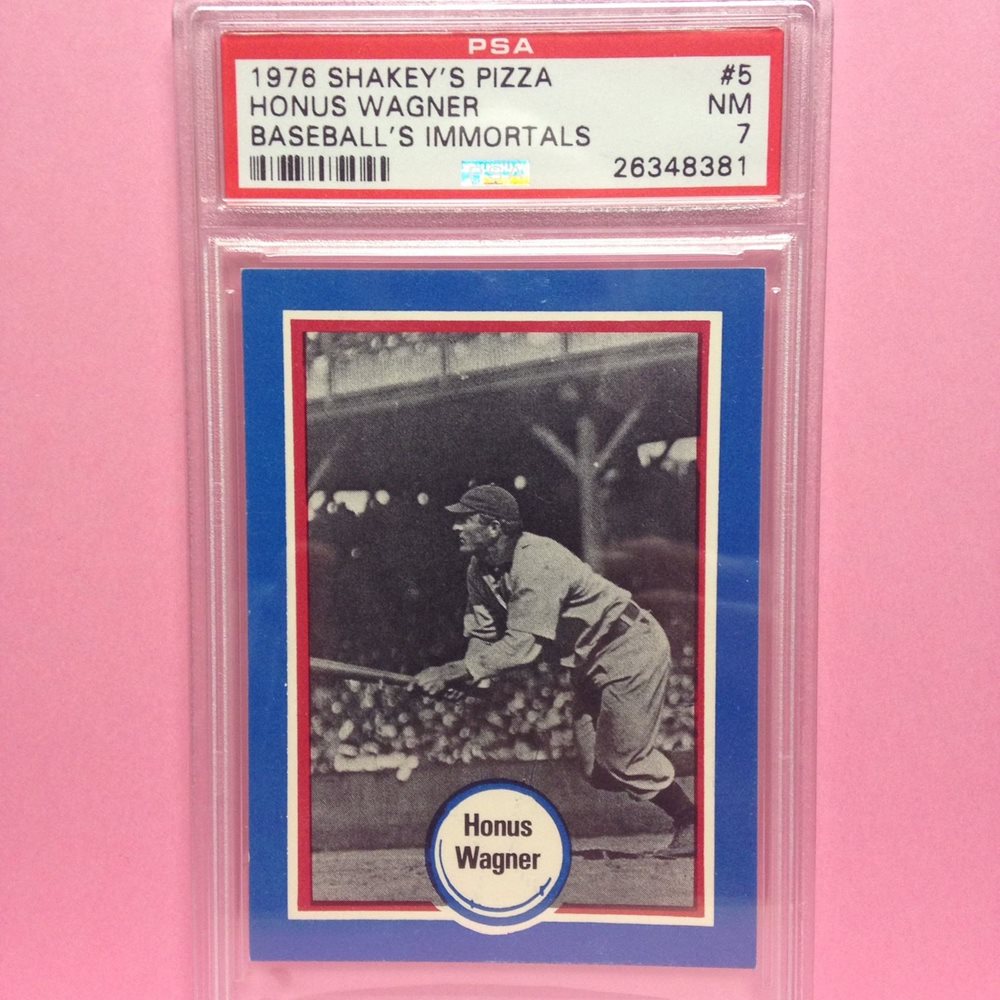 PSA
1976 SHAKEY'S PIZZA #5
HONUS WAGNER NM
BASEBALL'S IMMORTALS 7
26348381
Honus
Wagner